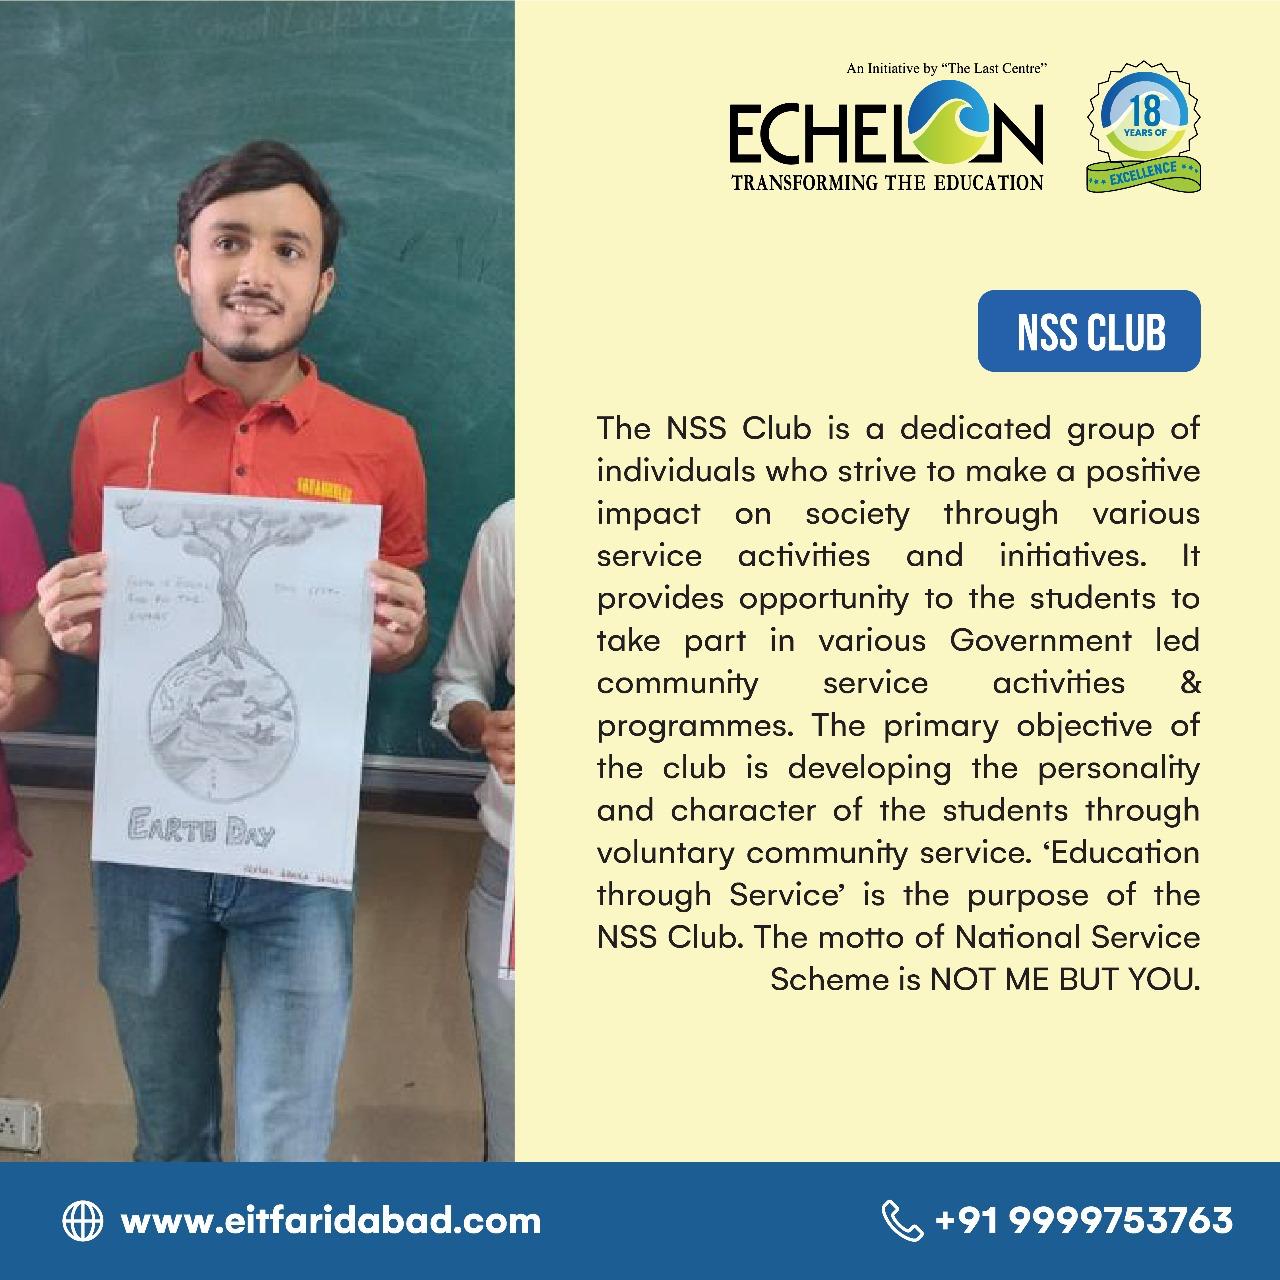 An Initiative by “The Last Centre”
ECHELON
TRANSFORMING THE EDUCATION
18
YEARS OF
EXCELLENCE
NSS CLUB
The NSS Club is a dedicated group of
individuals who strive to make a positive
impact on society through various
service activities and initiatives. It
provides opportunity to the students to
take part in various Government led
community service activities &
programmes. The primary objective of
the club is developing the personality
and character of the students through
voluntary community service. ‘Education
through Service’ is the purpose of the
NSS Club. The motto of National Service
Scheme is NOT ME BUT YOU.
EARTH DAY
www.eitfaridabad.com
+91 9999753763